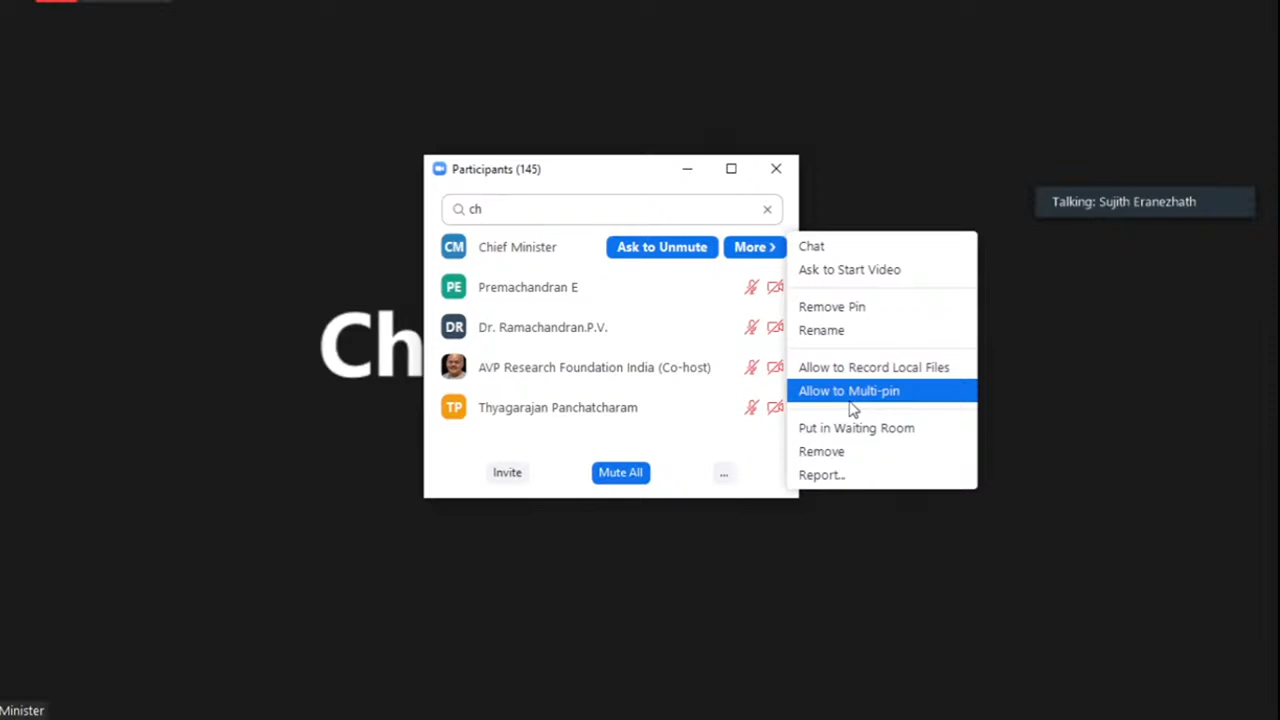 Participants (145)
ch
CM Chief Minister Ask to Unmute More >
PE Premachandran E
DR Dr. Ramachandran.P.V.
AVP Research Foundation India (Co-host)
TP Thyagarajan Panchatcharam
Invite Mute All ...
Chat
Ask to Start Video
Remove Pin
Rename
Allow to Record Local Files
Allow to Multi-pin
Put in Waiting Room
Remove
Report...
Talking: Sujith Eranezhath
Ch
Minister